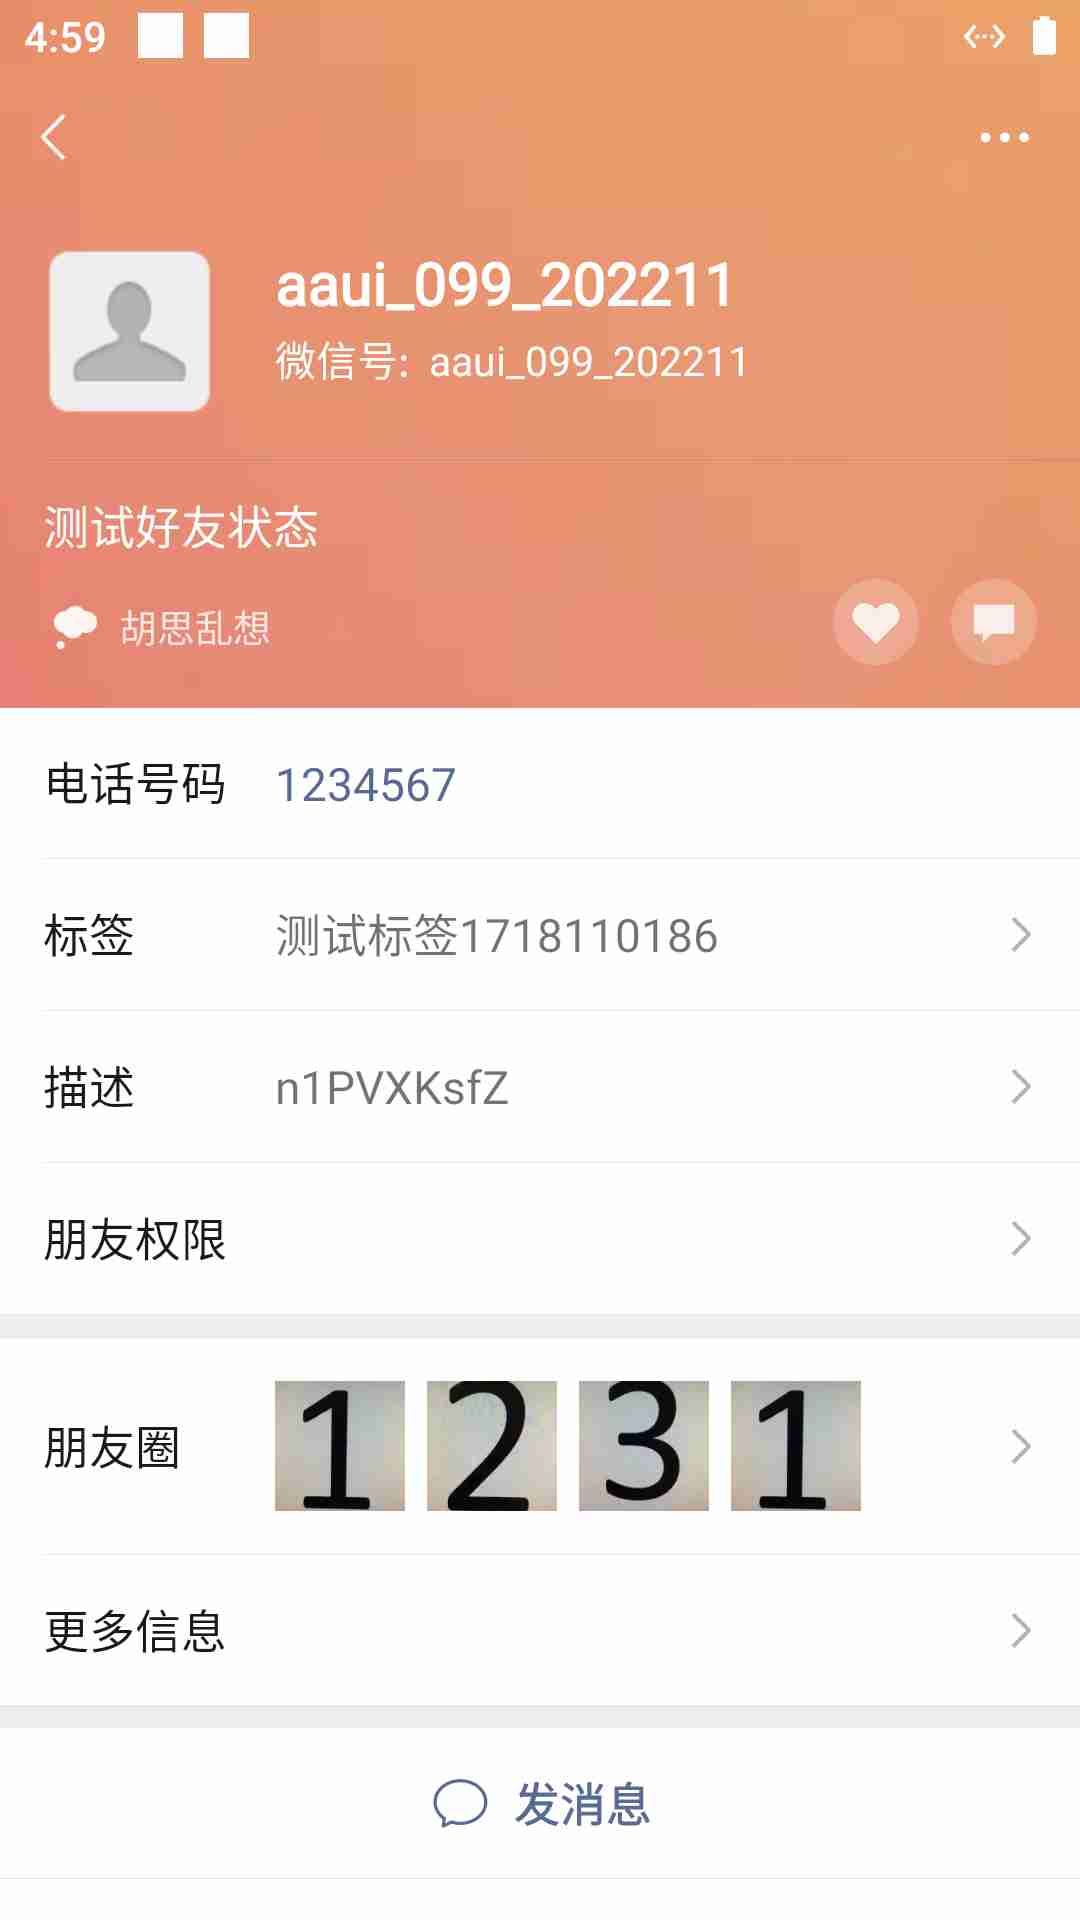 4:59
aaui_099_202211
微信号: aaui_099_202211
测试好友状态
胡思乱想
电话号码 1234567
标签 测试标签1718110186
描述 n1PVXKsfZ
朋友权限
朋友圈 1 2 3 1
更多信息
发消息